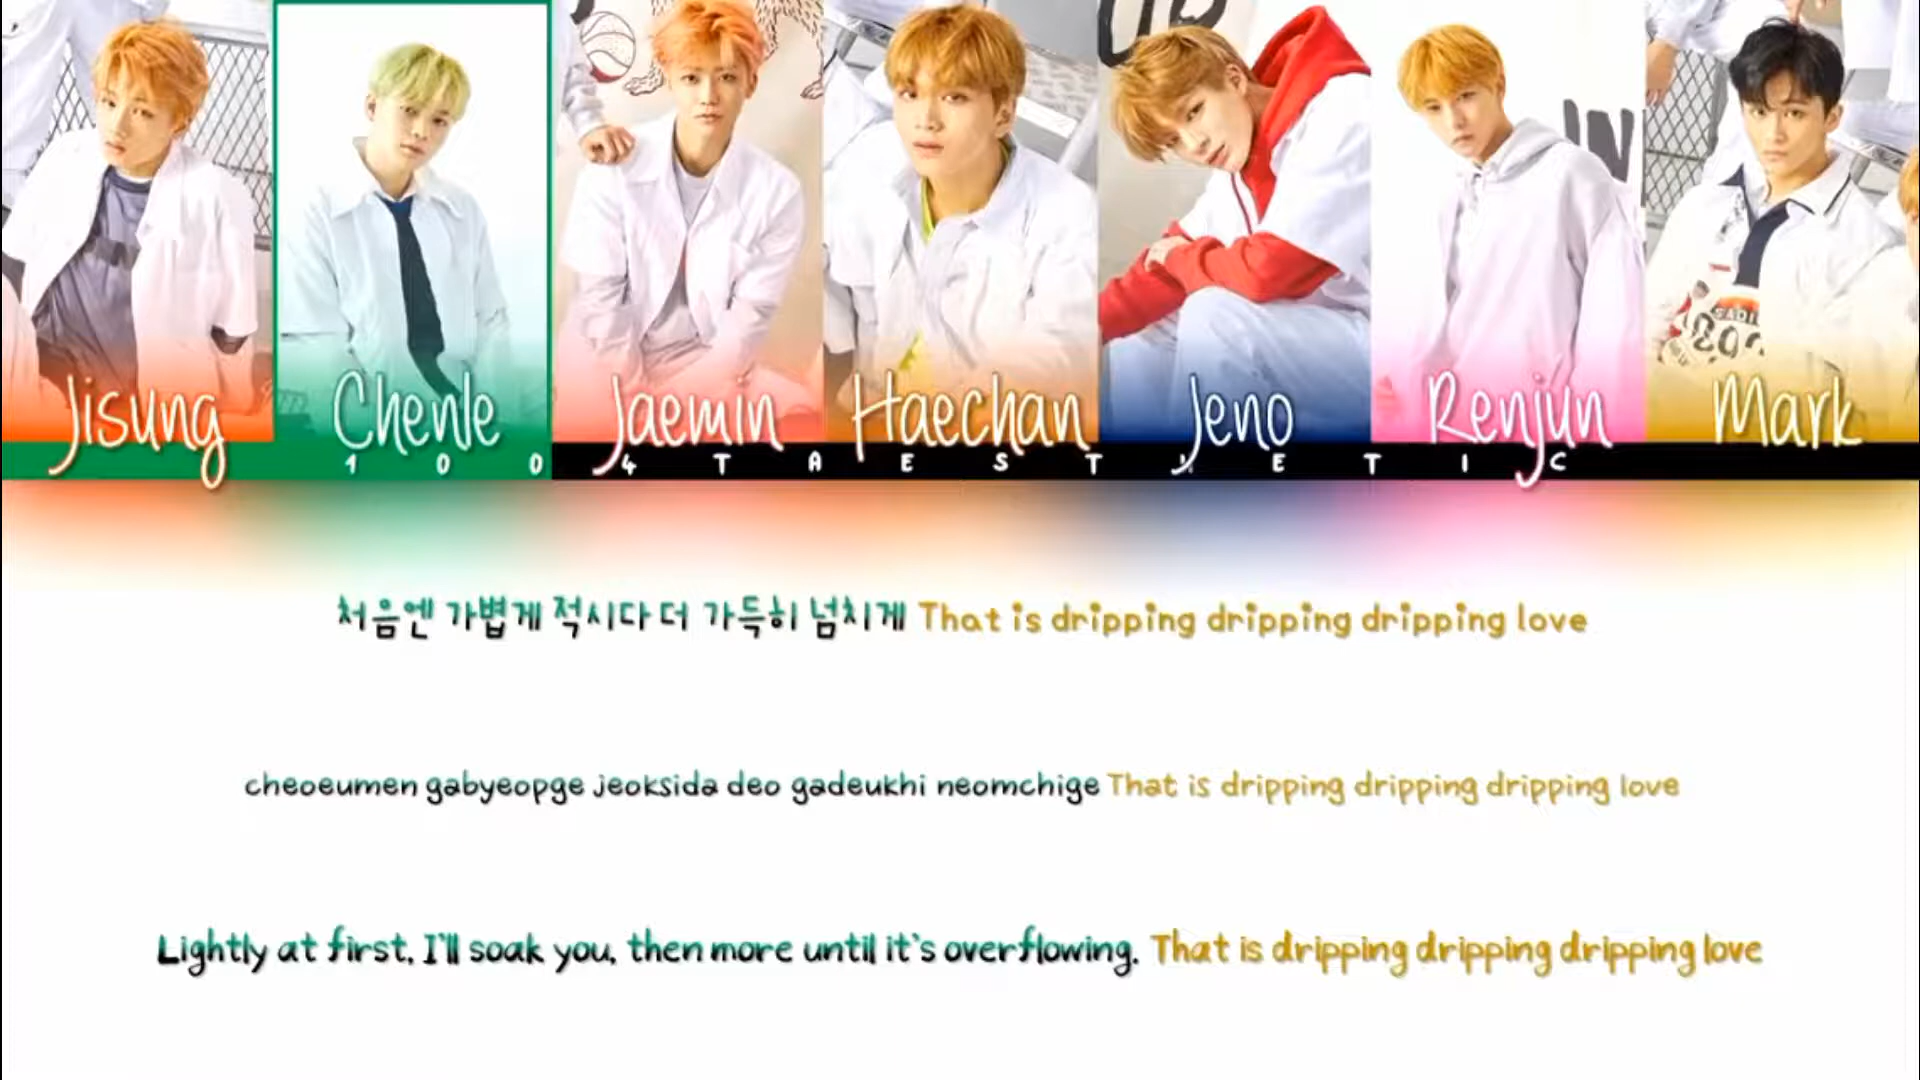 Jisung Chenle Jaemin Haechan Jeno Renjun Mark
1 0 0 4 T A E S T H E T I C
처음엔 가볍게 적시다 더 가득히 넘치게 That is dripping dripping dripping love
cheoeumen gabyeopge jeoksida deo gadeukhi neomchige That is dripping dripping dripping love
Lightly at first, I'll soak you, then more until it's overflowing. That is dripping dripping dripping love